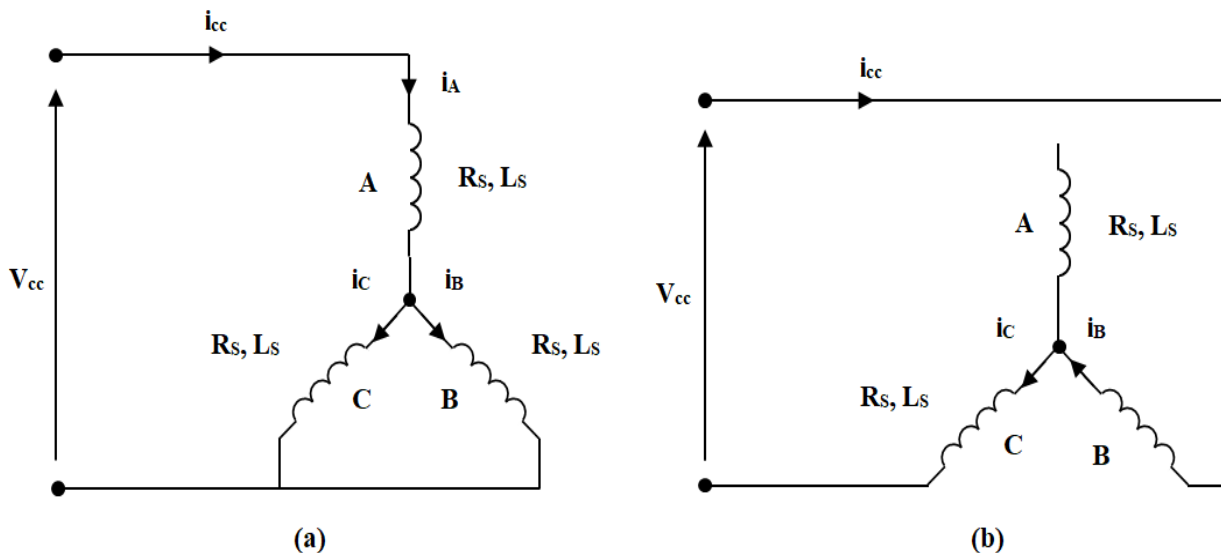 icc
iA
A
Rs, Ls
Vcc
iC
iB
Rs, Ls
Rs, Ls
C
B
(a)
icc
A
Rs, Ls
Vcc
iC
iB
Rs, Ls
C
B
(b)